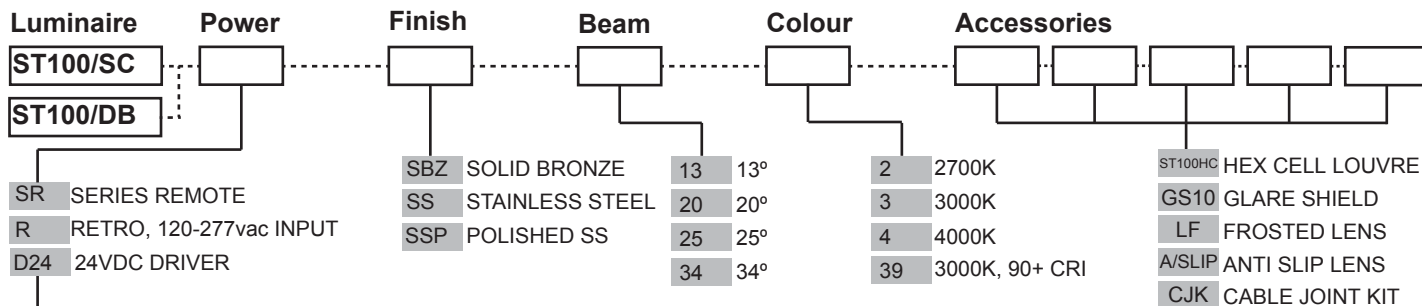 Luminaire Power Finish Beam Colour Accessories
ST100/SC
ST100/DB
SR SERIES REMOTE
R RETRO, 120-277vac INPUT
D24 24VDC DRIVER
SBZ SOLID BRONZE
SS STAINLESS STEEL
SSP POLISHED SS
13 13º
20 20º
25 25º
34 34º
2 2700K
3 3000K
4 4000K
39 3000K, 90+ CRI
ST100HC HEX CELL LOUVRE
GS10 GLARE SHIELD
LF FROSTED LENS
A/SLIP ANTI SLIP LENS
CJK CABLE JOINT KIT